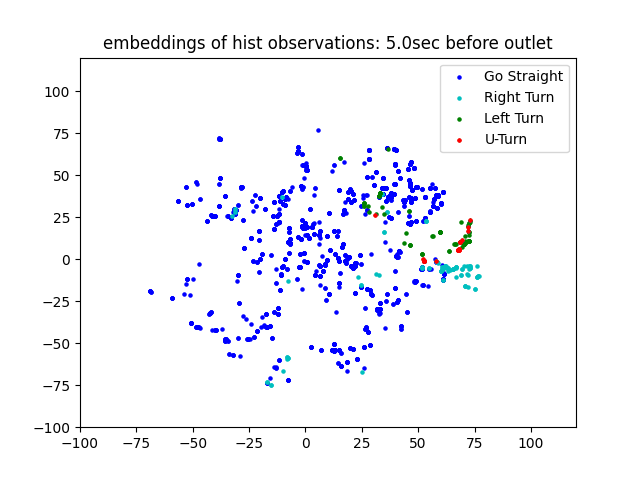 embeddings of hist observations: 5.0sec before outlet
Go Straight
Right Turn
Left Turn
U-Turn
100
75
50
25
0
−25
−50
−75
−100
−100 −75 −50 −25 0 25 50 75 100